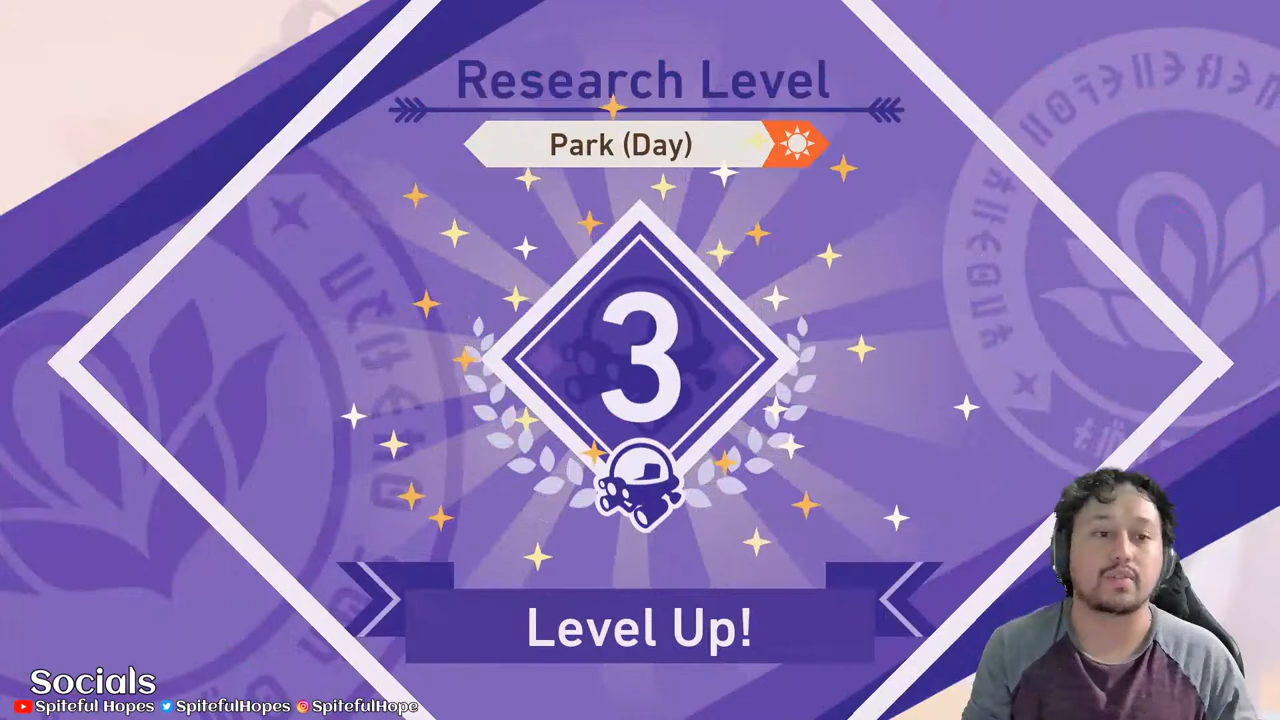 Research Level
Park (Day)
3
Level Up!
Socials
Spiteful Hopes SpitefulHopes SpitefulHope